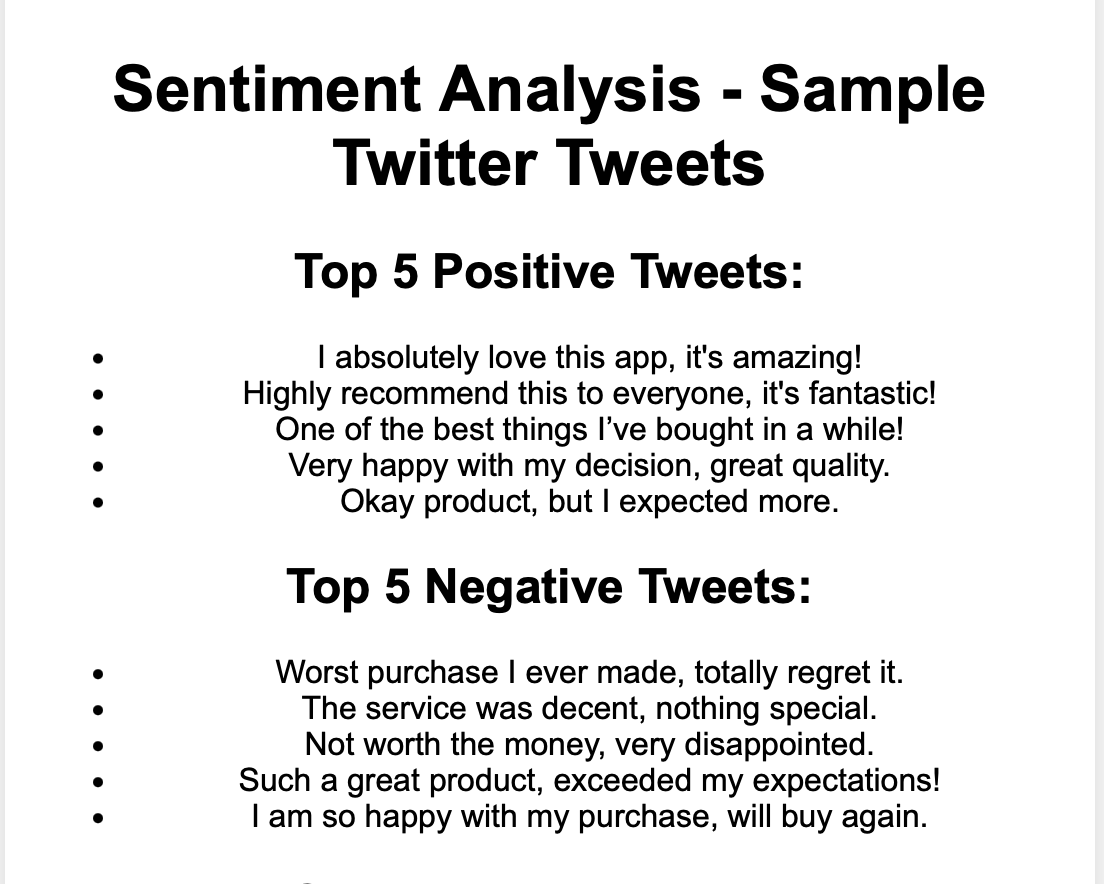 Sentiment Analysis - Sample
Twitter Tweets
Top 5 Positive Tweets:
• I absolutely love this app, it's amazing!
• Highly recommend this to everyone, it's fantastic!
• One of the best things I’ve bought in a while!
• Very happy with my decision, great quality.
• Okay product, but I expected more.
Top 5 Negative Tweets:
• Worst purchase I ever made, totally regret it.
• The service was decent, nothing special.
• Not worth the money, very disappointed.
• Such a great product, exceeded my expectations!
• I am so happy with my purchase, will buy again.